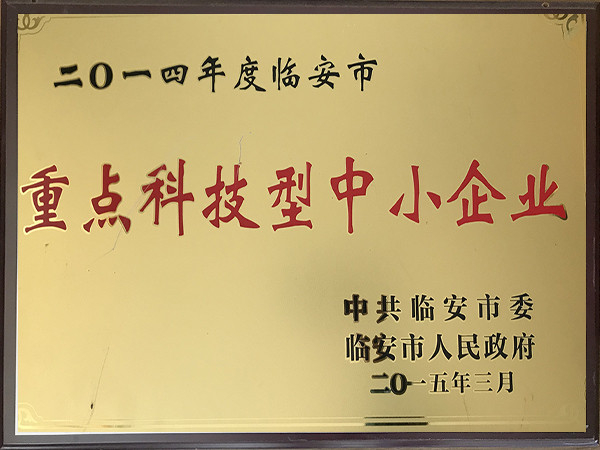 二〇一四年度临安市
重点科技型中小企业
中共临安市委
临安市人民政府
二〇一五年三月